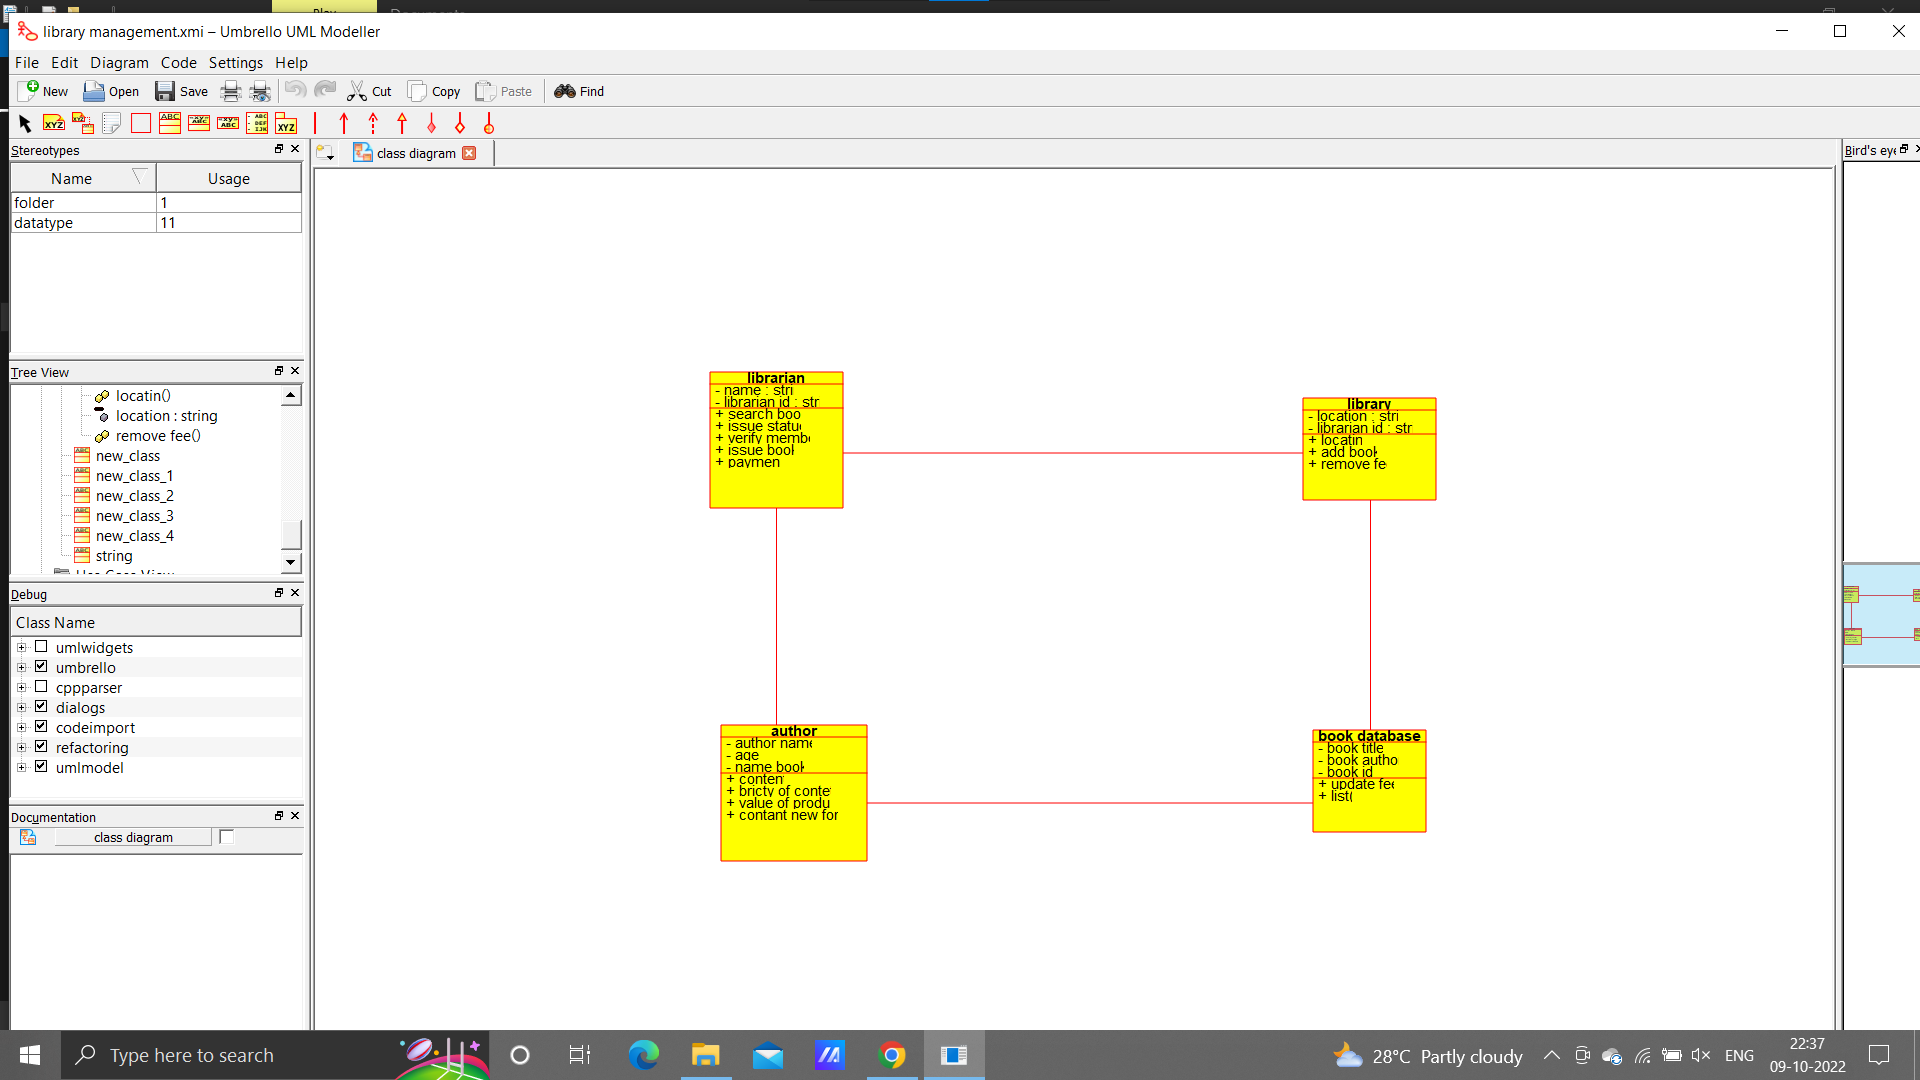 library management.xmi – Umbrello UML Modeller
File Edit Diagram Code Settings Help
New Open Save Cut Copy Paste Find
Stereotypes
Name Usage
folder 1
datatype 11
Tree View
locatin()
location : string
remove fee()
new_class
new_class_1
new_class_2
new_class_3
new_class_4
string
Debug
Class Name
umlwidgets
umbrello
cppparser
dialogs
codeimport
refactoring
umlmodel
Documentation
class diagram
class diagram
librarian
- name : stri
- librarian id : str
+ search boo
+ issue statu
+ verify membe
+ issue book
+ paymen
library
- location : stri
- librarian id : str
+ locatin
+ add book
+ remove fe
author
- author name
- age
- name book
+ conten
+ bricty of conte
+ value of produ
+ contant new for
book database
- book title
- book autho
- book id
+ update fee
+ list(
Bird's eye
Type here to search
28°C Partly cloudy
ENG
22:37
09-10-2022